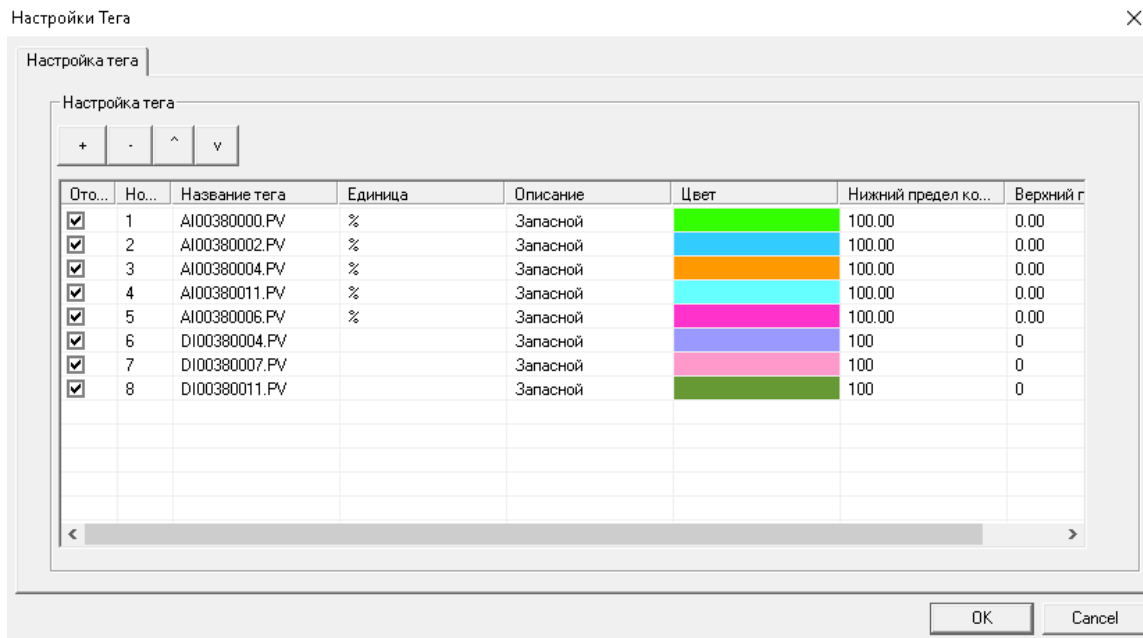 Настройки Тега
Настройка тега
Настройка тега
+ - ^ v
Ото... Но... Название тега Единица Описание Цвет Нижний предел ко... Верхний г
1 AI00380000.PV % Запасной 100.00 0.00
2 AI00380002.PV % Запасной 100.00 0.00
3 AI00380004.PV % Запасной 100.00 0.00
4 AI00380011.PV % Запасной 100.00 0.00
5 AI00380006.PV % Запасной 100.00 0.00
6 DI00380004.PV Запасной 100 0
7 DI00380007.PV Запасной 100 0
8 DI00380011.PV Запасной 100 0
OK Cancel